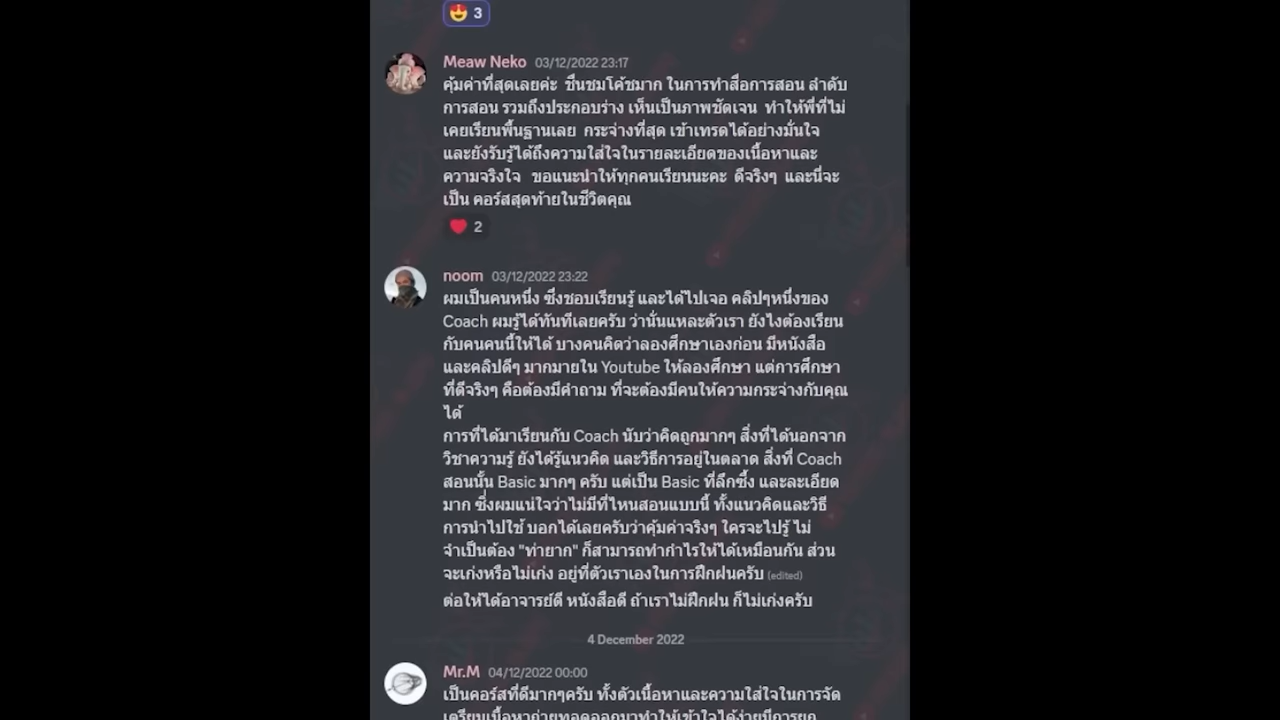 😍 3
Meaw Neko 03/12/2022 23:17
คุ้มค่าที่สุดเลยค่ะ ชื่นชมโค้ชมาก ในการทำสื่อการสอน ลำดับ
การสอน รวมถึงประกอบร่าง เห็นเป็นภาพชัดเจน ทำให้พี่ที่ไม่
เคยเรียนพื้นฐานเลย กระจ่างที่สุด เข้าเทรดได้อย่างมั่นใจ
และยังรับรู้ได้ถึงความใส่ใจในรายละเอียดของเนื้อหาและ
ความจริงใจ ขอแนะนำให้ทุกคนเรียนนะคะ ดีจริงๆ และนี่จะ
เป็น คอร์สสุดท้ายในชีวิตคุณ
❤️ 2
noom 03/12/2022 23:22
ผมเป็นคนหนึ่ง ซึ่งชอบเรียนรู้ และได้ไปเจอ คลิปๆหนึ่งของ
Coach ผมรู้ได้ทันทีเลยครับ ว่านั่นแหละตัวเรา ยังไงต้องเรียน
กับคนคนนี้ให้ได้ บางคนคิดว่าลองศึกษาเองก่อน มีหนังสือ
และคลิปดีๆ มากมายใน Youtube ให้ลองศึกษา แต่การศึกษา
ที่ดีจริงๆ คือต้องมีคำถาม ที่จะต้องมีคนให้ความกระจ่างกับคุณ
ได้
การที่ได้มาเรียนกับ Coach นับว่าคิดถูกมากๆ สิ่งที่ได้นอกจาก
วิชาความรู้ ยังได้รู้แนวคิด และวิธีการอยู่ในตลาด สิ่งที่ Coach
สอนนั้น Basic มากๆ ครับ แต่เป็น Basic ที่ลึกซึ้ง และละเอียด
มาก ซึ่งผมแน่ใจว่าไม่มีที่ไหนสอนแบบนี้ ทั้งแนวคิดและวิธี
การนำไปใช้ บอกได้เลยครับว่าคุ้มค่าจริงๆ ใครจะไปรู้ ไม่
จำเป็นต้อง "ท่ายาก" ก็สามารถทำกำไรให้ได้เหมือนกัน ส่วน
จะเก่งหรือไม่เก่ง อยู่ที่ตัวเราเองในการฝึกฝนครับ (edited)
ต่อให้ได้อาจารย์ดี หนังสือดี ถ้าเราไม่ฝึกฝน ก็ไม่เก่งครับ
4 December 2022
Mr.M 04/12/2022 00:00
เป็นคอร์สที่ดีมากๆครับ ทั้งตัวเนื้อหาและความใส่ใจในการจัด
เตรียมเนื้อหาถ่ายทอดออกมาทำให้เข้าใจได้ง่ายมีการยก